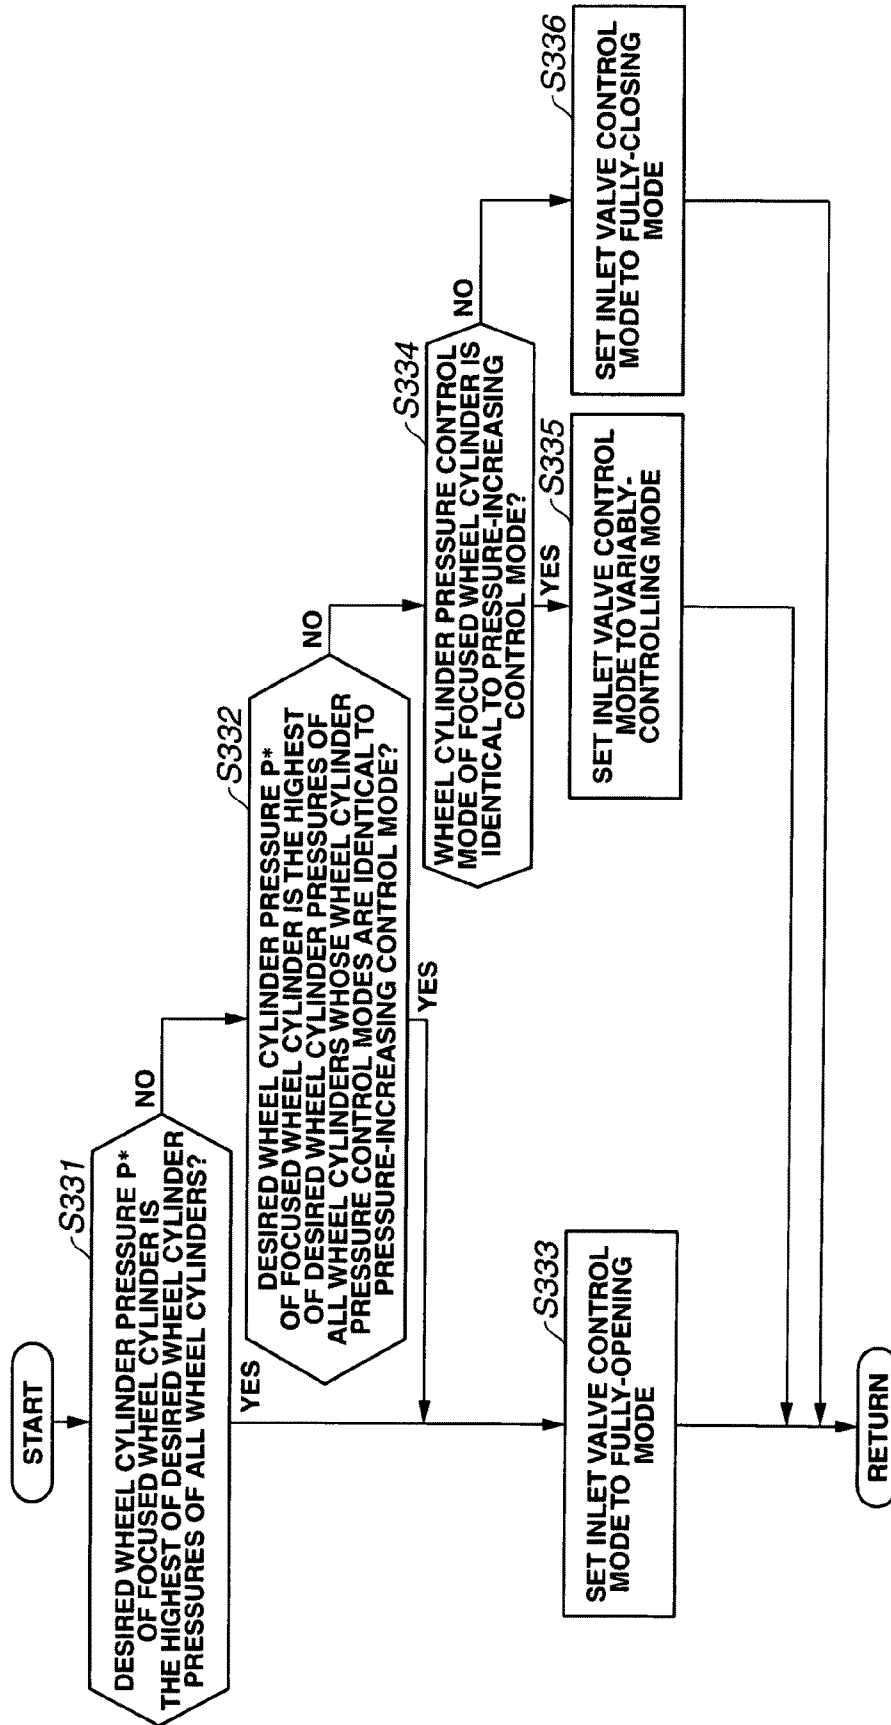 START
S331
DESIRED WHEEL CYLINDER PRESSURE P*
OF FOCUSED WHEEL CYLINDER IS
THE HIGHEST OF DESIRED WHEEL CYLINDER
PRESSURES OF ALL WHEEL CYLINDERS?
YES
NO
S332
DESIRED WHEEL CYLINDER PRESSURE P*
OF FOCUSED WHEEL CYLINDER IS THE HIGHEST
OF DESIRED WHEEL CYLINDER PRESSURES OF
ALL WHEEL CYLINDERS WHOSE WHEEL CYLINDER
PRESSURE CONTROL MODES ARE IDENTICAL TO
PRESSURE-INCREASING CONTROL MODE?
YES
NO
S334
WHEEL CYLINDER PRESSURE CONTROL
MODE OF FOCUSED WHEEL CYLINDER IS
IDENTICAL TO PRESSURE-INCREASING
CONTROL MODE?
YES
NO
S333
SET INLET VALVE CONTROL
MODE TO FULLY-OPENING
MODE
S335
SET INLET VALVE CONTROL
MODE TO VARIABLY-
CONTROLLING MODE
S336
SET INLET VALVE CONTROL
MODE TO FULLY-CLOSING
MODE
RETURN